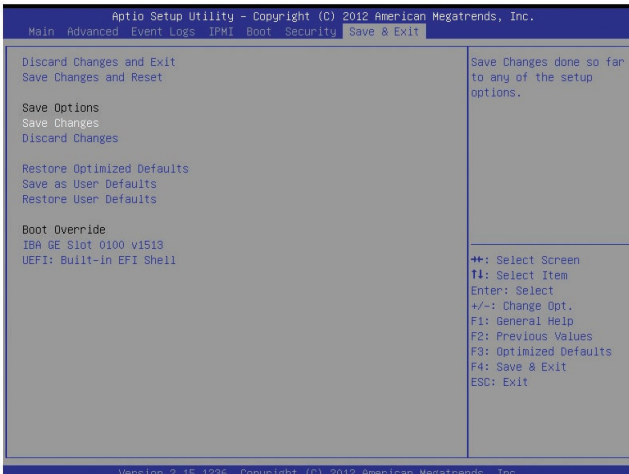 Aptio Setup Utility – Copyright (C) 2012 American Megatrends, Inc.
Main Advanced Event Logs IPMI Boot Security Save & Exit
Discard Changes and Exit
Save Changes and Reset
Save Options
Save Changes
Discard Changes
Restore Optimized Defaults
Save as User Defaults
Restore User Defaults
Boot Override
IBA GE Slot 0100 v1513
UEFI: Built-in EFI Shell
Save Changes done so far
to any of the setup
options.
→←: Select Screen
↑↓: Select Item
Enter: Select
+/-: Change Opt.
F1: General Help
F2: Previous Values
F3: Optimized Defaults
F4: Save & Exit
ESC: Exit
Version 2.15.1236. Copyright (C) 2012 American Megatrends, Inc.